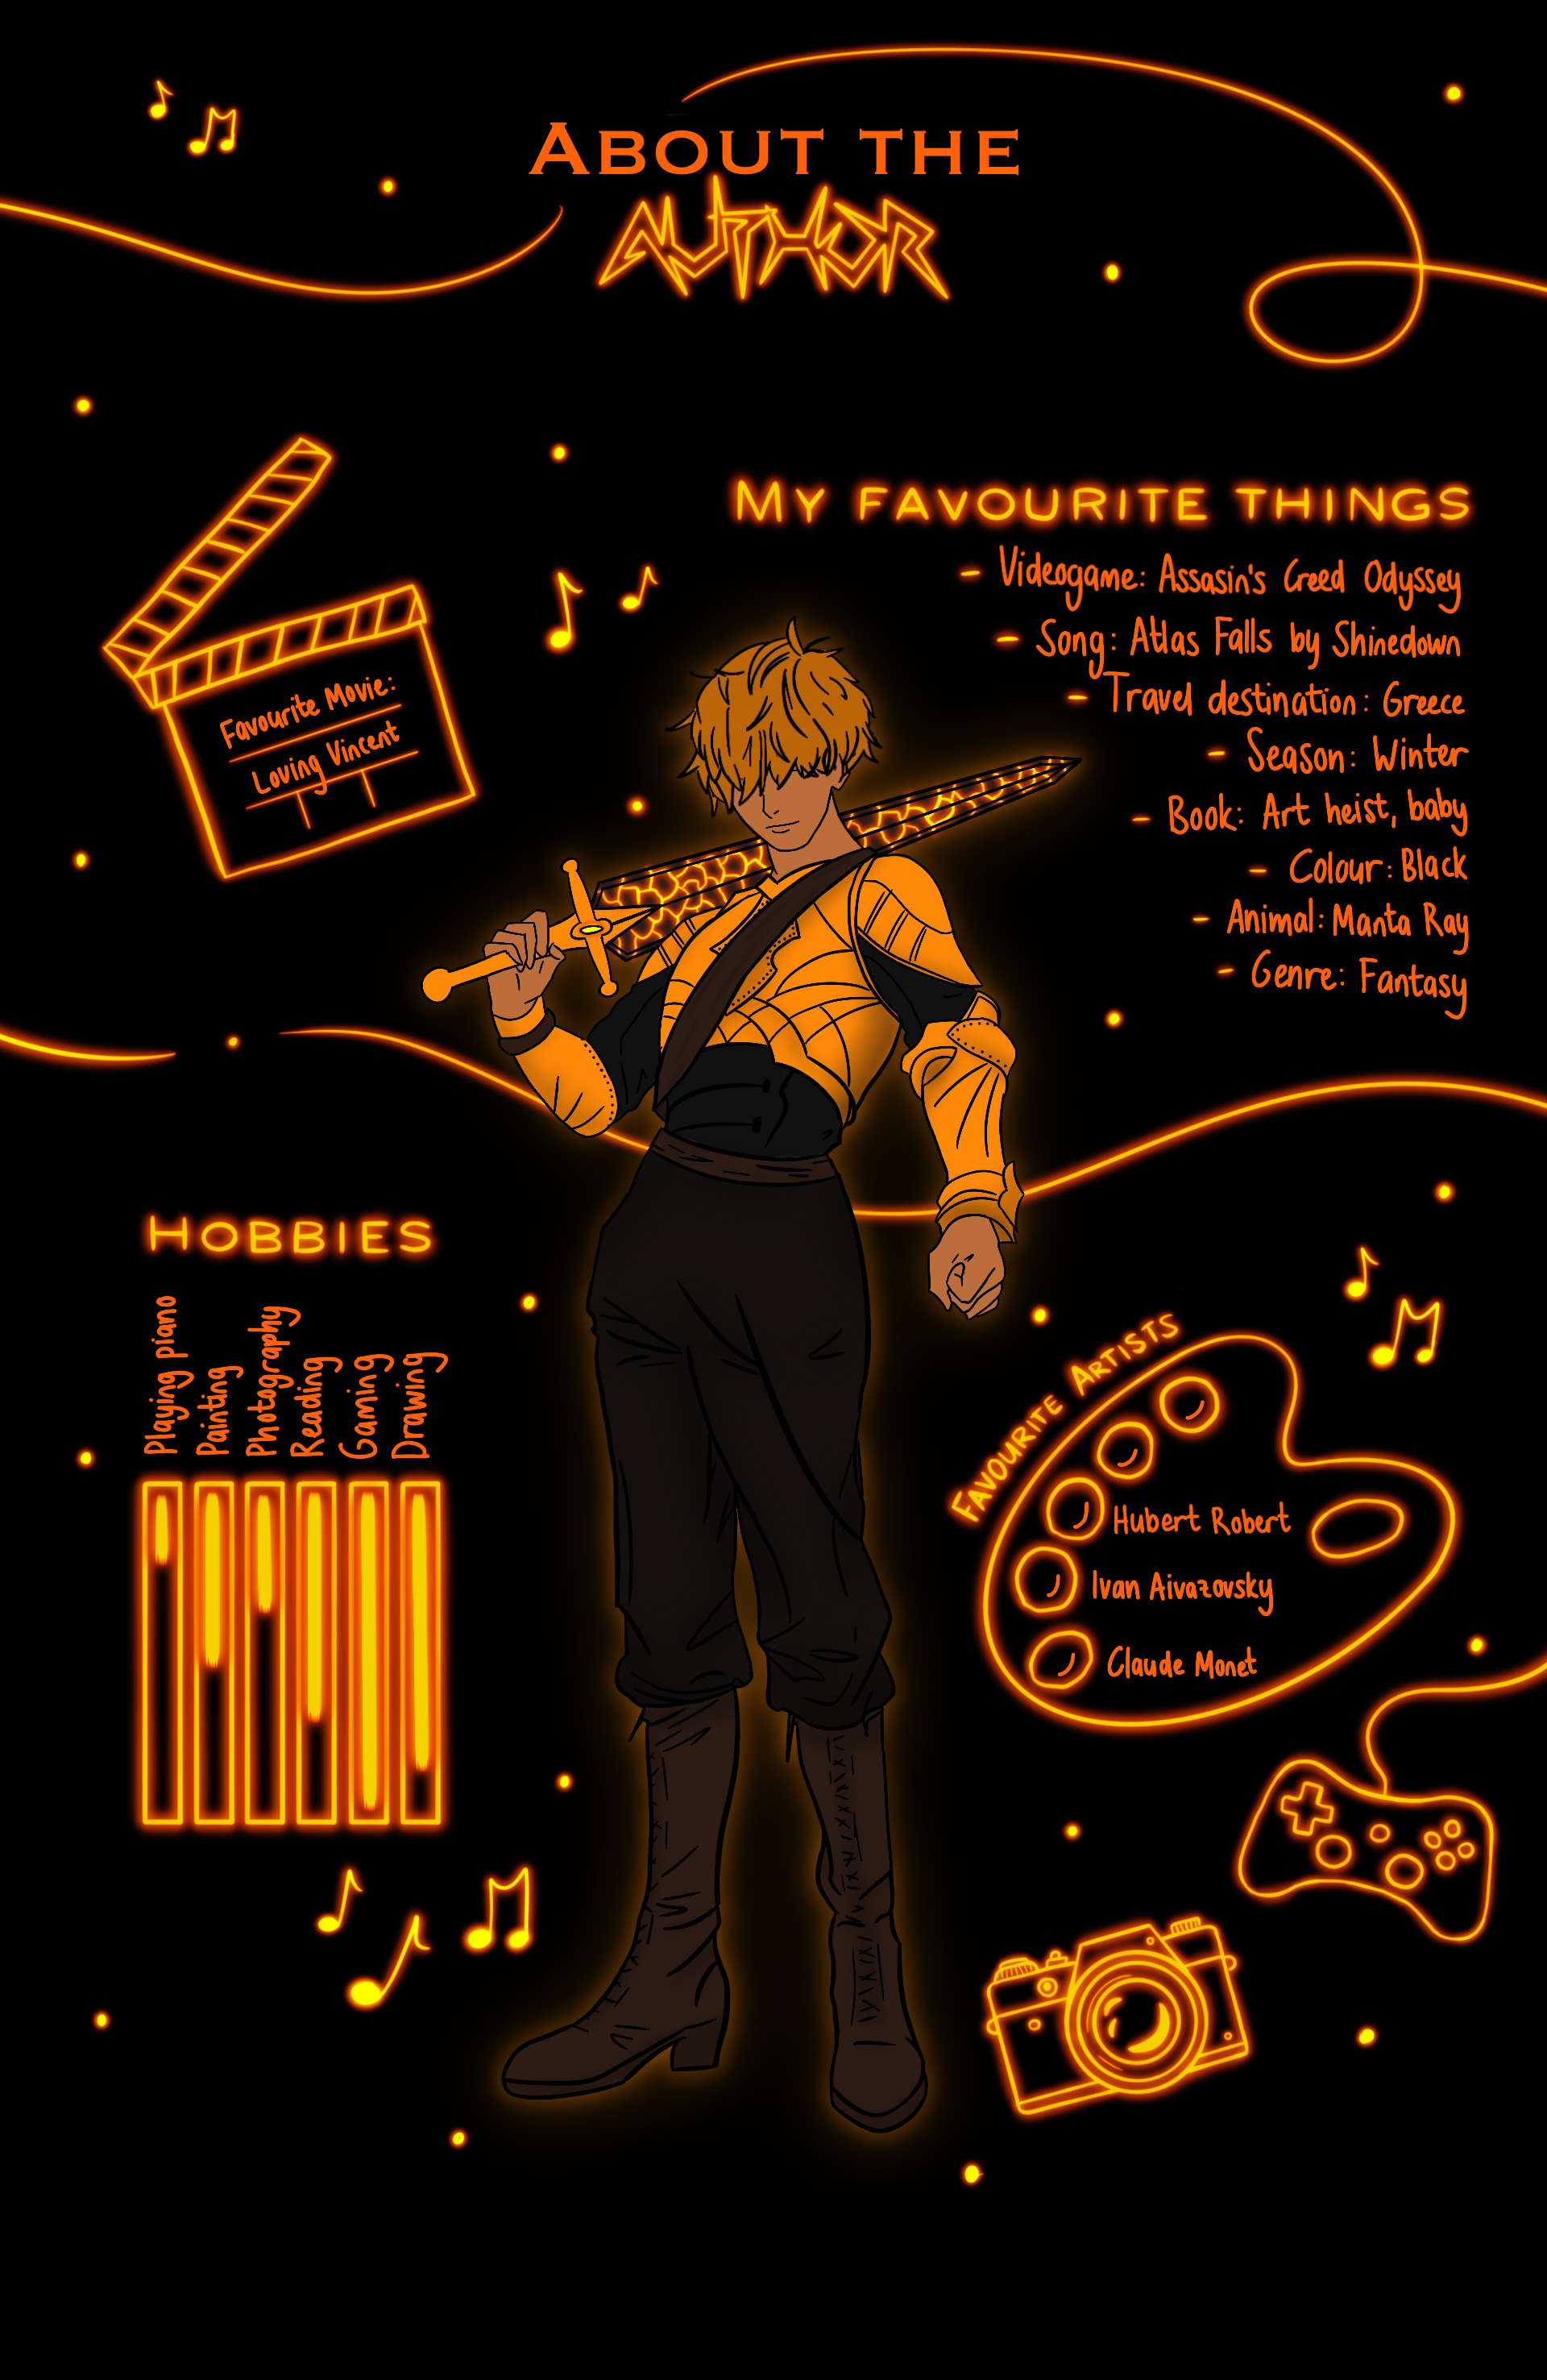 ABOUT THE
AUTHOR
Favourite Movie:
Loving Vincent
MY FAVOURITE THINGS
- Videogame: Assasin's Creed Odyssey
- Song: Atlas Falls by Shinedown
- Travel destination: Greece
- Season: Winter
- Book: Art heist, baby
- Colour: Black
- Animal: Manta Ray
- Genre: Fantasy
HOBBIES
Playing piano
Painting
Photography
Reading
Gaming
Drawing
FAVOURITE ARTISTS
Hubert Robert
Ivan Aivazovsky
Claude Monet